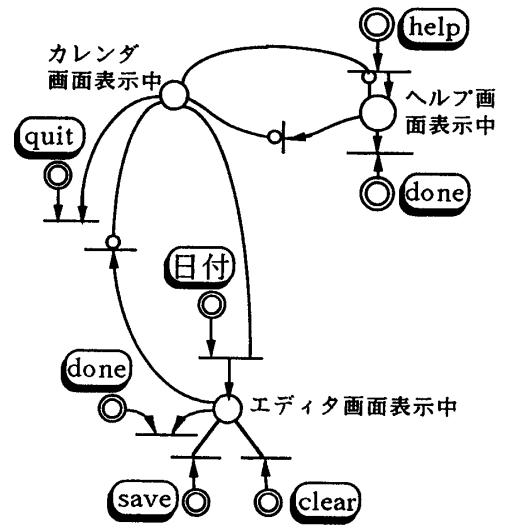 help
カレンダ
画面表示中
ヘルプ画
面表示中
quit
done
日付
done
エディタ画面表示中
save
clear